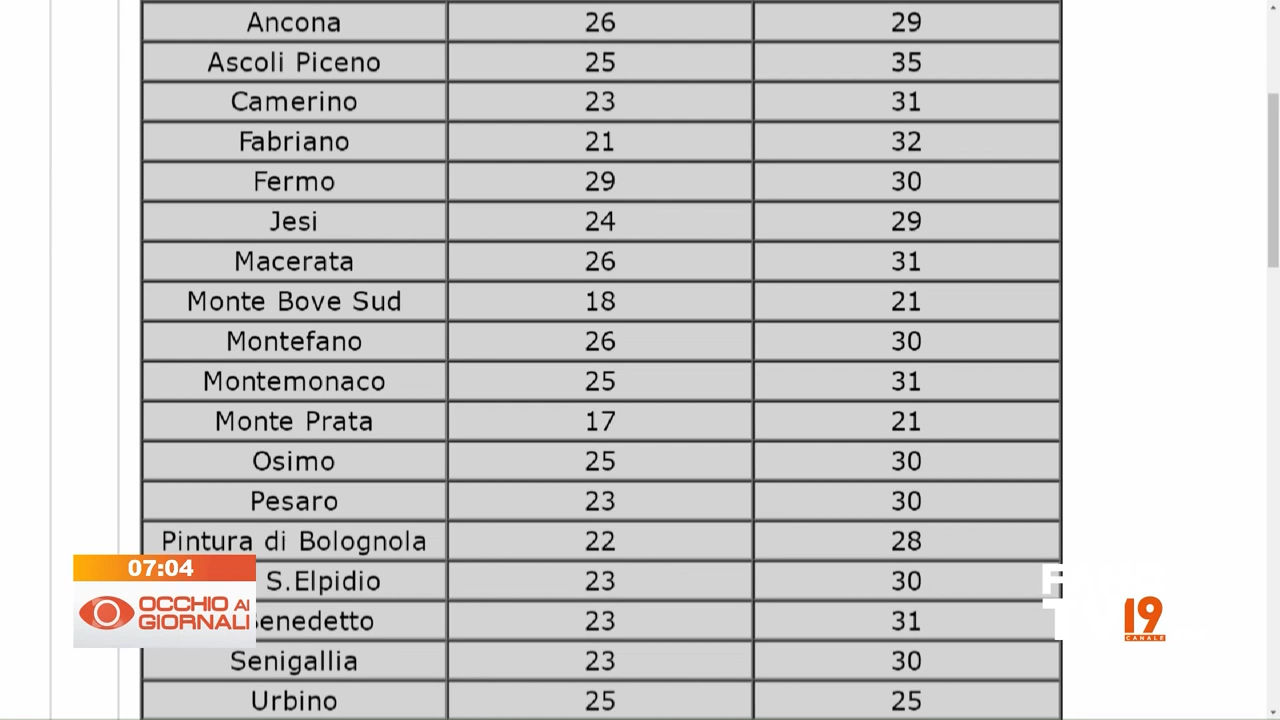 Ancona 26 29
Ascoli Piceno 25 35
Camerino 23 31
Fabriano 21 32
Fermo 29 30
Jesi 24 29
Macerata 26 31
Monte Bove Sud 18 21
Montefano 26 30
Montemonaco 25 31
Monte Prata 17 21
Osimo 25 30
Pesaro 23 30
Pintura di Bolognola 22 28
S.Elpidio 23 30
Benedetto 23 31
Senigallia 23 30
Urbino 25 25
07:04
OCCHIO AI
GIORNALI
19
CANALE